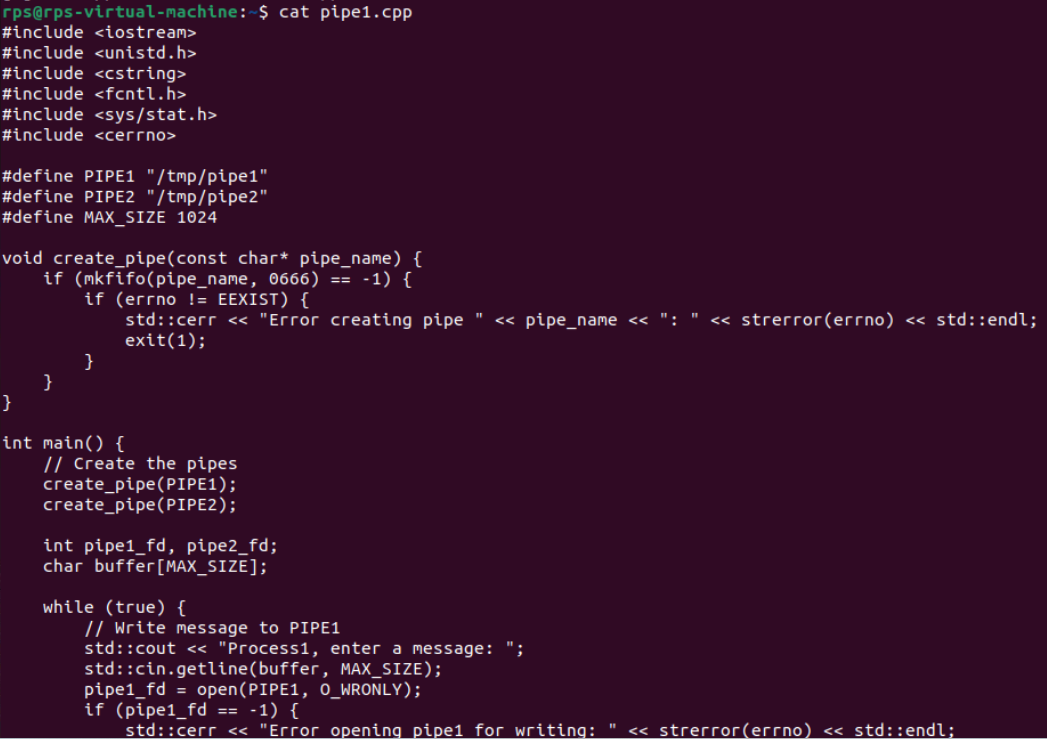 rps@rps-virtual-machine:~$ cat pipe1.cpp
#include <iostream>
#include <unistd.h>
#include <cstring>
#include <fcntl.h>
#include <sys/stat.h>
#include <cerrno>

#define PIPE1 "/tmp/pipe1"
#define PIPE2 "/tmp/pipe2"
#define MAX_SIZE 1024

void create_pipe(const char* pipe_name) {
    if (mkfifo(pipe_name, 0666) == -1) {
        if (errno != EEXIST) {
            std::cerr << "Error creating pipe " << pipe_name << ": " << strerror(errno) << std::endl;
            exit(1);
        }
    }
}

int main() {
    // Create the pipes
    create_pipe(PIPE1);
    create_pipe(PIPE2);

    int pipe1_fd, pipe2_fd;
    char buffer[MAX_SIZE];

    while (true) {
        // Write message to PIPE1
        std::cout << "Process1, enter a message: ";
        std::cin.getline(buffer, MAX_SIZE);
        pipe1_fd = open(PIPE1, O_WRONLY);
        if (pipe1_fd == -1) {
            std::cerr << "Error opening pipe1 for writing: " << strerror(errno) << std::endl;